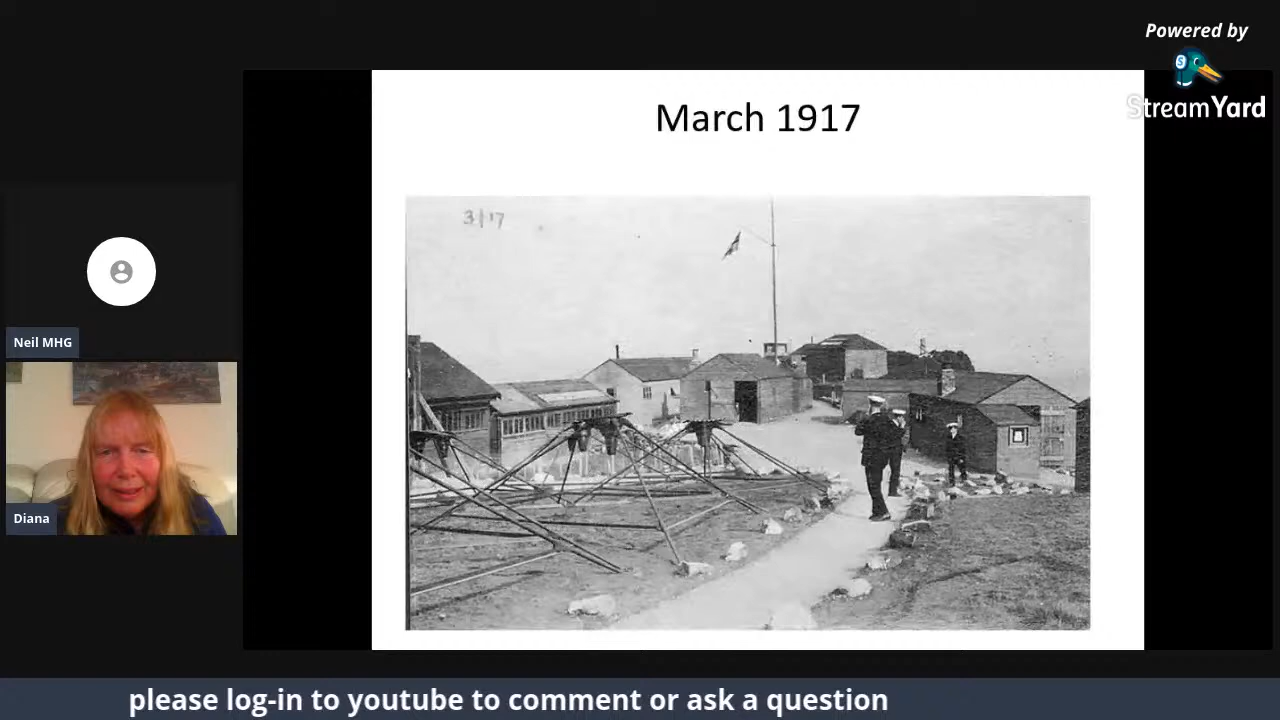 Powered by
StreamYard
March 1917
3/17
Neil MHG
Diana
please log-in to youtube to comment or ask a question